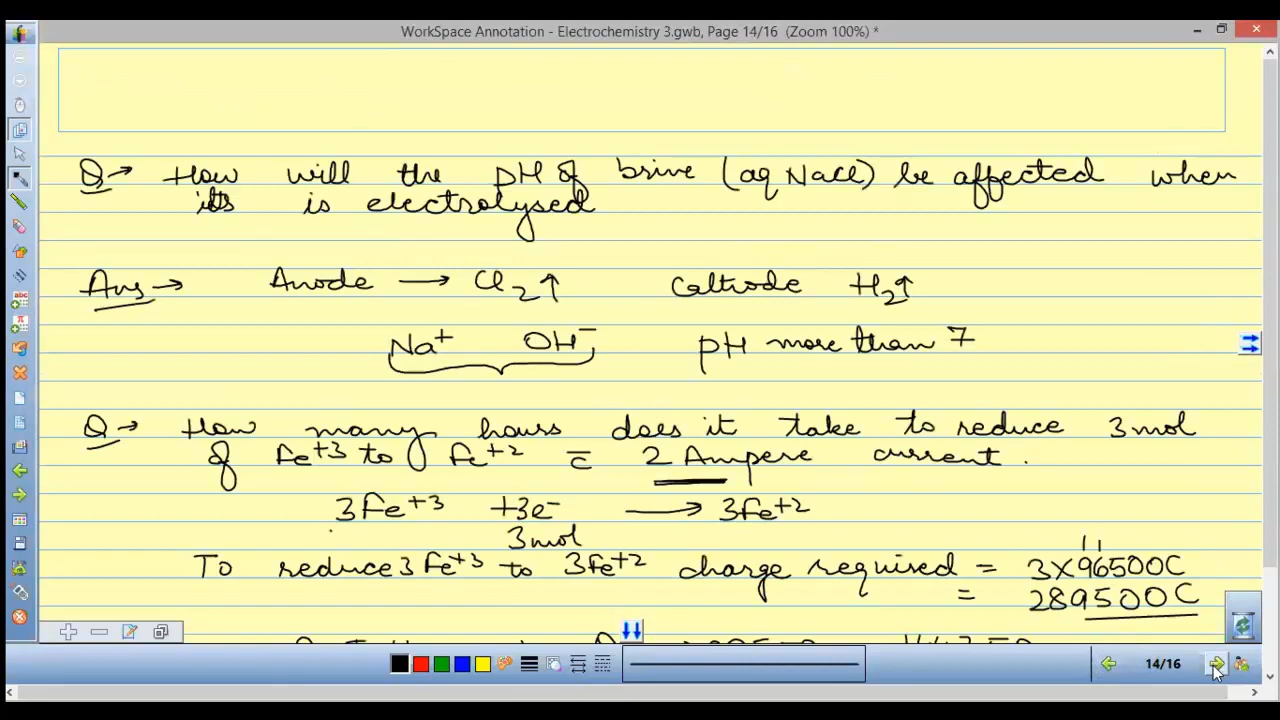 WorkSpace Annotation - Electrochemistry 3.gwb, Page 14/16 (Zoom 100%) *
Q → How will the pH of brine (aq NaCl) be affected when
its is electrolysed
Ans → Anode → Cl2↑ Cathode H2↑
Na+ OH- pH more than 7
Q → How many hours does it take to reduce 3 mol
of Fe+3 to Fe+2 c̄ 2 Ampere current.
3Fe+3 +3e- → 3Fe+2
3mol
To reduce 3Fe+3 to 3Fe+2 charge required = 3X96500C
= 289500C
14/16